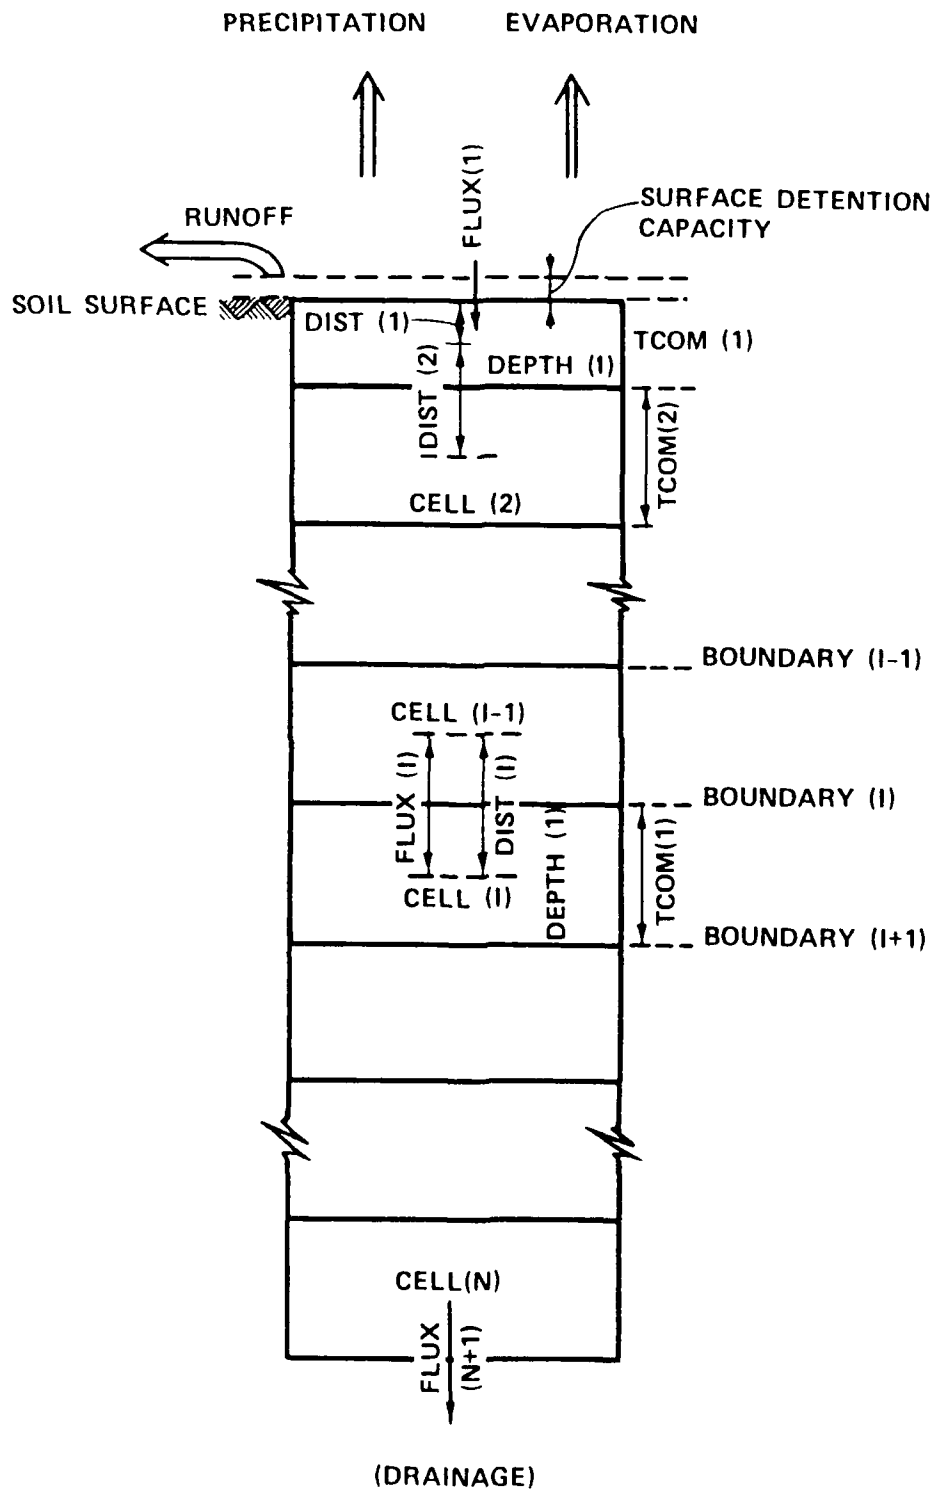 PRECIPITATION
EVAPORATION
FLUX(1)
SURFACE DETENTION
CAPACITY
RUNOFF
SOIL SURFACE
DIST (1)
TCOM (1)
DIST (2)
DEPTH (1)
TCOM(2)
CELL (2)
BOUNDARY (I-1)
CELL (I-1)
FLUX (I)
DIST (I)
BOUNDARY (I)
DEPTH (1)
TCOM(1)
CELL (I)
BOUNDARY (I+1)
CELL(N)
FLUX
(N+1)
(DRAINAGE)